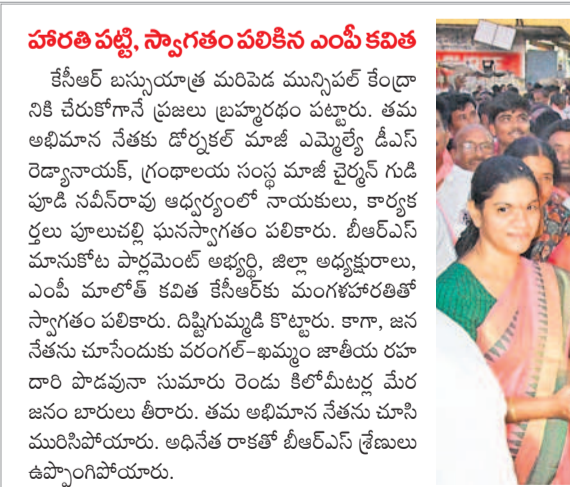 హారతి పట్టి, స్వాగతం పలికిన ఎంపీ కవిత
కేసీఆర్ బస్సుయాత్ర మరిపెడ మున్సిపల్ కేంద్రా
నికి చేరుకోగానే ప్రజలు బ్రహ్మరథం పట్టారు. తమ
అభిమాన నేతకు డోర్నకల్ మాజీ ఎమ్మెల్యే డీఎస్
రెడ్యానాయక్, గ్రంథాలయ సంస్థ మాజీ చైర్మన్ గుడి
పూడి నవీన్‌రావు ఆధ్వర్యంలో నాయకులు, కార్యక
ర్తలు పూలుచల్లి ఘనస్వాగతం పలికారు. బీఆర్ఎస్
మానుకోట పార్లమెంట్ అభ్యర్థి, జిల్లా అధ్యక్షురాలు,
ఎంపీ మాలోత్ కవిత కేసీఆర్‌కు మంగళహారతితో
స్వాగతం పలికారు. దిష్టిగుమ్మడి కొట్టారు. కాగా, జన
నేతను చూసేందుకు వరంగల్-ఖమ్మం జాతీయ రహ
దారి పొడవునా సుమారు రెండు కిలోమీటర్ల మేర
జనం బారులు తీరారు. తమ అభిమాన నేతను చూసి
మురిసిపోయారు. అధినేత రాకతో బీఆర్ఎస్ శ్రేణులు
ఉప్పొంగిపోయారు.